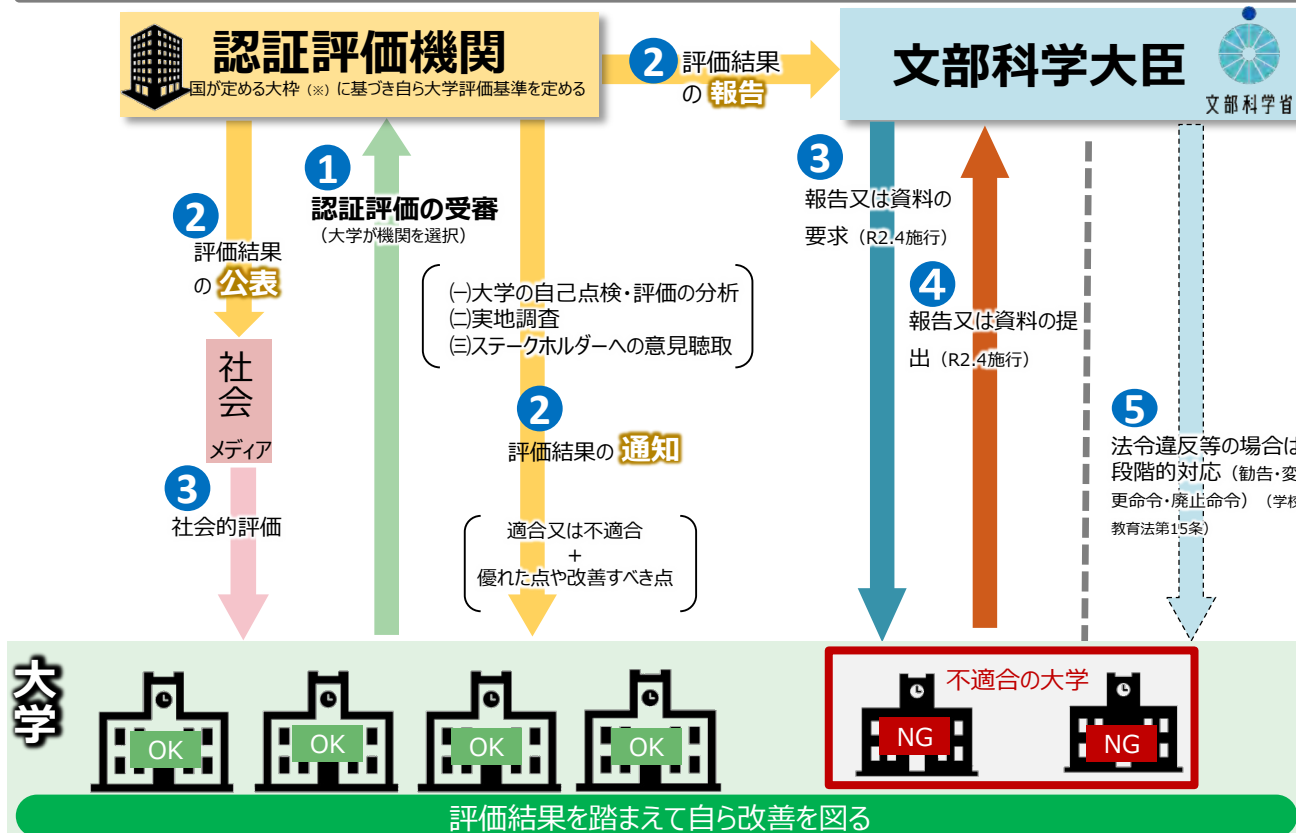 認証評価機関
国が定める大枠（※）に基づき自ら大学評価基準を定める
2
評価結果
の 報告
文部科学大臣
文部科学省
1
認証評価の受審
（大学が機関を選択）
2
評価結果
の 公表
社会
メディア
3
社会的評価
㈠大学の自己点検・評価の分析
㈡実地調査
㈢ステークホルダーへの意見聴取
2
評価結果の 通知
適合又は不適合
+
優れた点や改善すべき点
3
報告又は資料の
要求（R2.4施行）
4
報告又は資料の提
出（R2.4施行）
5
法令違反等の場合は
段階的対応（勧告・変
更命令・廃止命令）（学校
教育法第15条）
大学
OK
OK
OK
OK
不適合の大学
NG
NG
評価結果を踏まえて自ら改善を図る